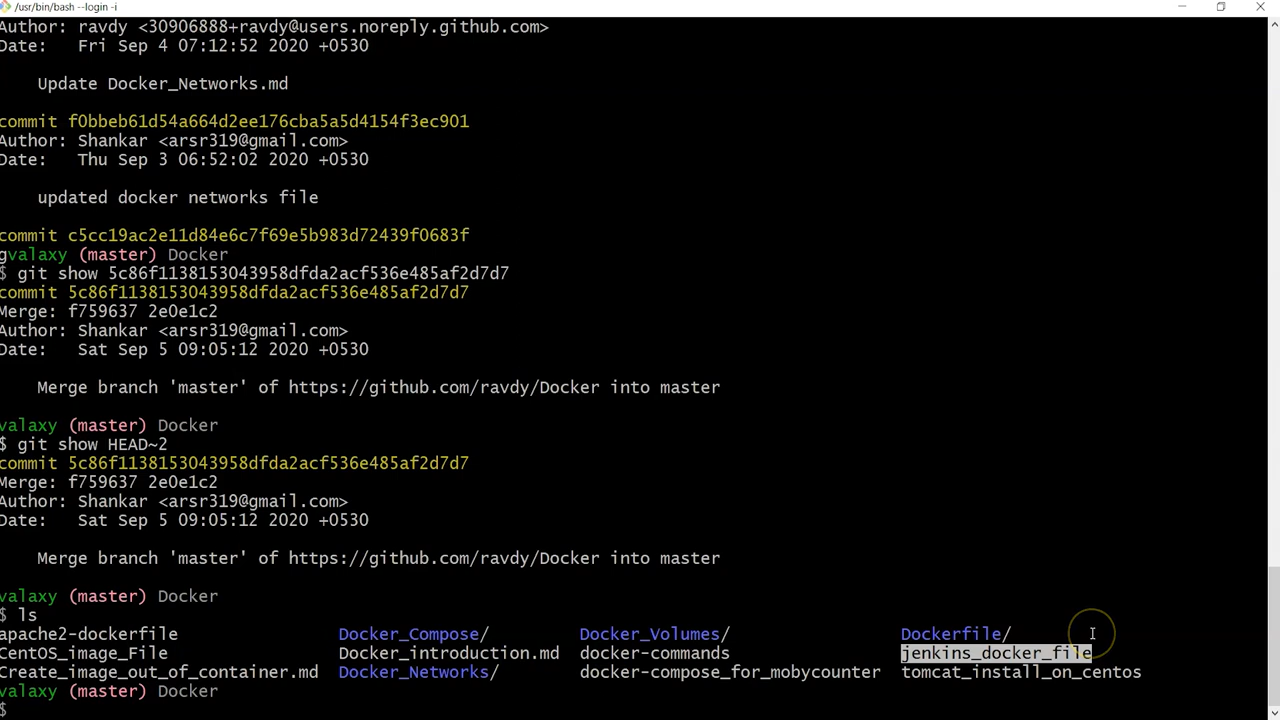 /usr/bin/bash --login -i
Author: ravdy <30906888+ravdy@users.noreply.github.com>
Date:   Fri Sep 4 07:12:52 2020 +0530
Update Docker_Networks.md
commit f0bbeb61d54a664d2ee176cba5a5d4154f3ec901
Author: Shankar <arsr319@gmail.com>
Date:   Thu Sep 3 06:52:02 2020 +0530
updated docker networks file
commit c5cc19ac2e11d84e6c7f69e5b983d72439f0683f
gvalaxy (master) Docker
$ git show 5c86f1138153043958dfda2acf536e485af2d7d7
commit 5c86f1138153043958dfda2acf536e485af2d7d7
Merge: f759637 2e0e1c2
Author: Shankar <arsr319@gmail.com>
Date:   Sat Sep 5 09:05:12 2020 +0530
Merge branch 'master' of https://github.com/ravdy/Docker into master
valaxy (master) Docker
$ git show HEAD~2
commit 5c86f1138153043958dfda2acf536e485af2d7d7
Merge: f759637 2e0e1c2
Author: Shankar <arsr319@gmail.com>
Date:   Sat Sep 5 09:05:12 2020 +0530
Merge branch 'master' of https://github.com/ravdy/Docker into master
valaxy (master) Docker
$ ls
apache2-dockerfile Docker_Compose/ Docker_Volumes/ Dockerfile/
CentOS_image_File Docker_introduction.md docker-commands jenkins_docker_file
Create_image_out_of_container.md Docker_Networks/ docker-compose_for_mobycounter tomcat_install_on_centos
valaxy (master) Docker
$